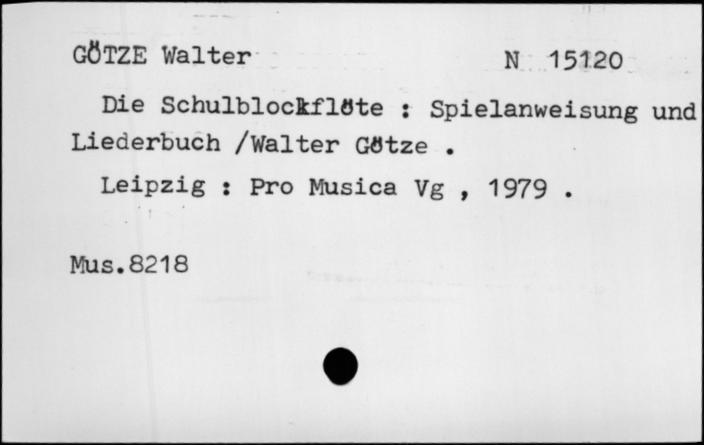 GÖTZE Walter N 15120
Die Schulblockflöte : Spielanweisung und
Liederbuch /Walter Götze .
Leipzig : Pro Musica Vg , 1979 .
Mus.8218